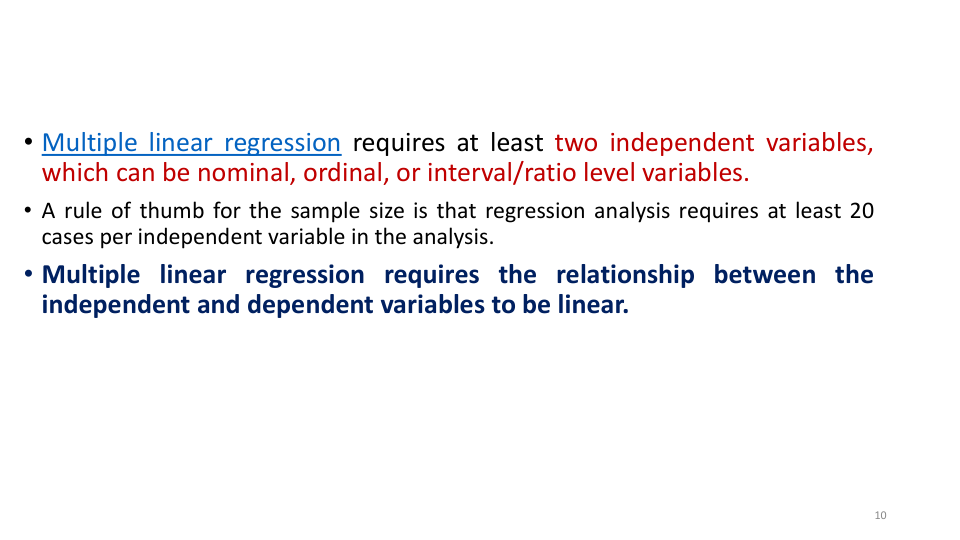 • Multiple linear regression requires at least two independent variables,
which can be nominal, ordinal, or interval/ratio level variables.
• A rule of thumb for the sample size is that regression analysis requires at least 20
cases per independent variable in the analysis.
• Multiple linear regression requires the relationship between the
independent and dependent variables to be linear.
10